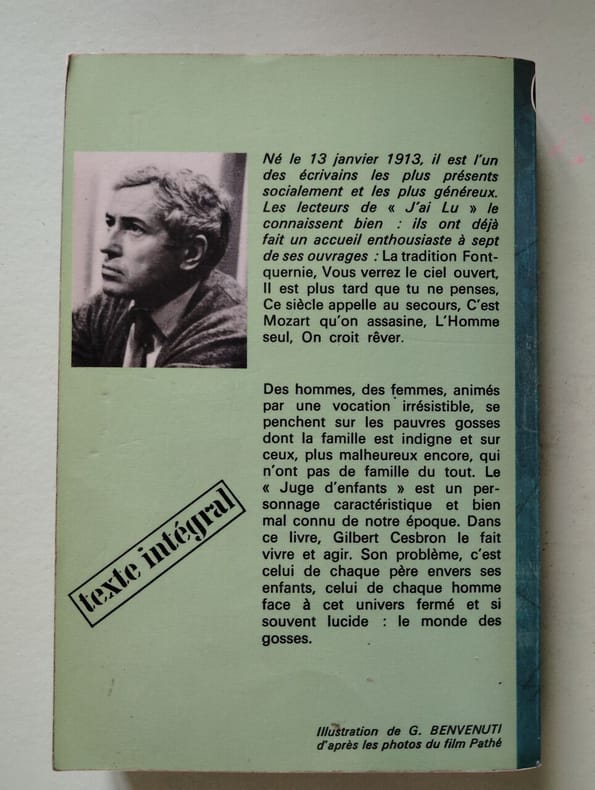 Né le 13 janvier 1913, il est l'un
des écrivains les plus présents
socialement et les plus généreux.
Les lecteurs de « J'ai Lu » le
connaissent bien : ils ont déjà
fait un accueil enthousiaste à sept
de ses ouvrages : La tradition Font-
quernie, Vous verrez le ciel ouvert,
Il est plus tard que tu ne penses,
Ce siècle appelle au secours, C'est
Mozart qu'on assasine, L'Homme
seul, On croit rêver.
Des hommes, des femmes, animés
par une vocation irrésistible, se
penchent sur les pauvres gosses
dont la famille est indigne et sur
ceux, plus malheureux encore, qui
n'ont pas de famille du tout. Le
« Juge d'enfants » est un per-
sonnage caractéristique et bien
mal connu de notre époque. Dans
ce livre, Gilbert Cesbron le fait
vivre et agir. Son problème, c'est
celui de chaque père envers ses
enfants, celui de chaque homme
face à cet univers fermé et si
souvent lucide : le monde des
gosses.
texte intégral
Illustration de G. BENVENUTI
d'après les photos du film Pathé